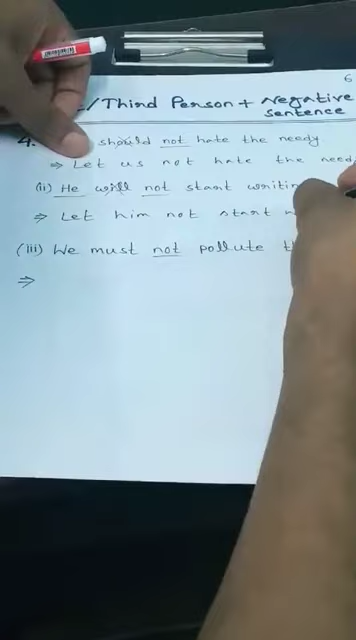 6
/Third Person + Negative
sentence
4. should not hate the needy.
⇒ Let us not hate the need
(ii) He will not start writin
⇒ Let him not start
(iii) We must not pollute
⇒